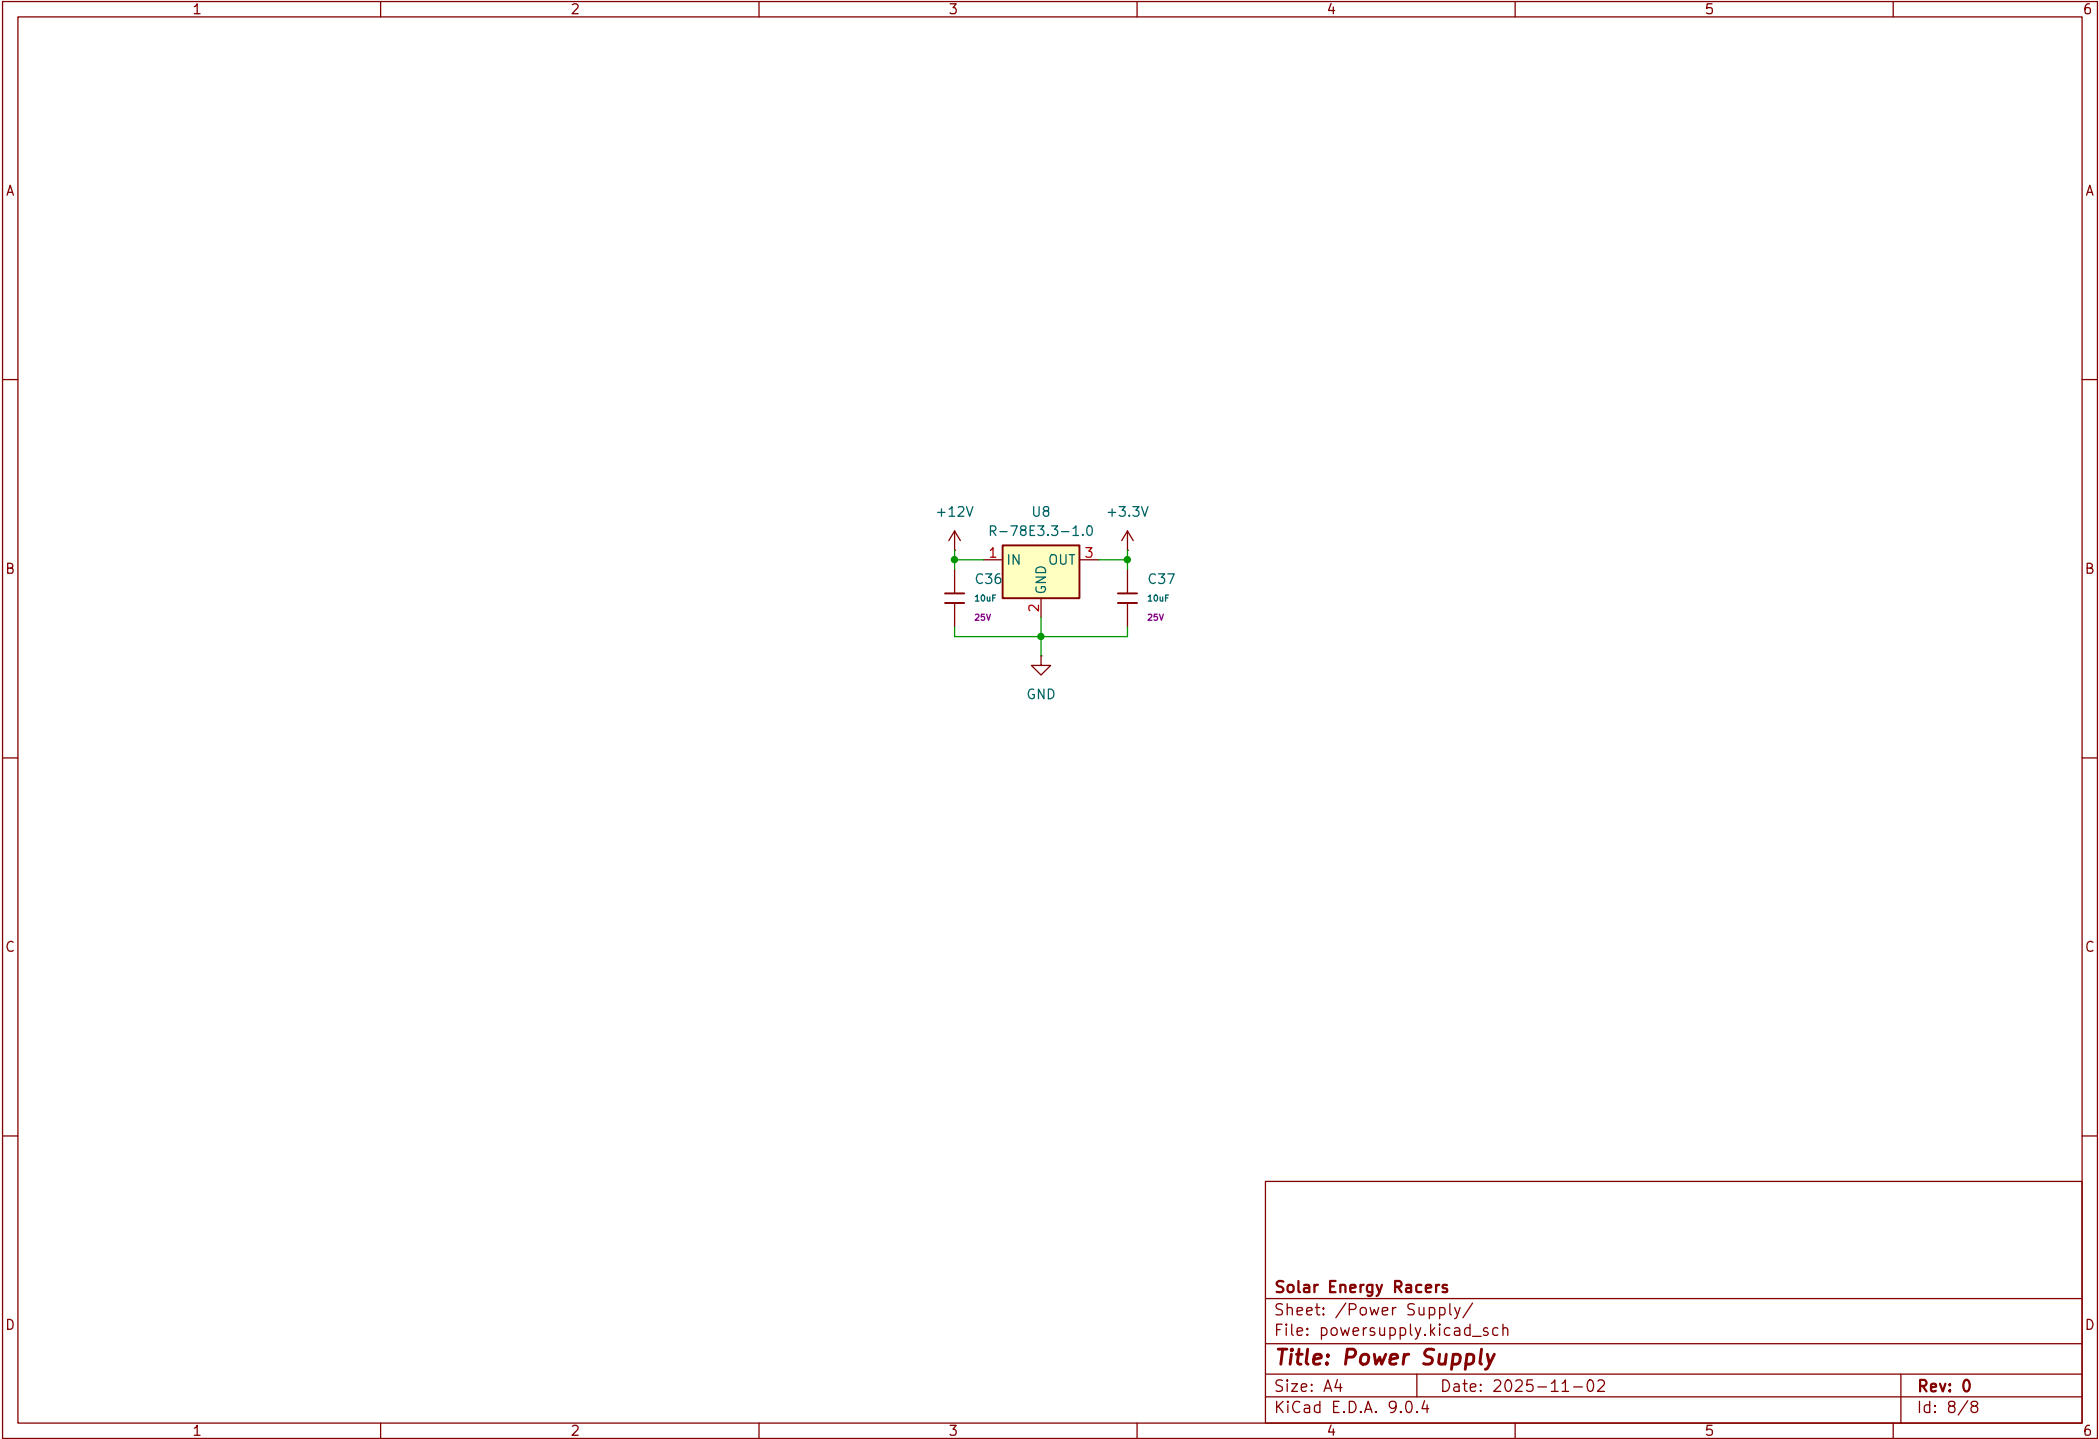 1 2 3 4 5 6
A A
+12V U8 +3.3V
R-78E3.3-1.0
1 IN OUT 3
B B
GND
C36 C37
10uF 10uF
2
25V 25V
GND
C C
Solar Energy Racers
Sheet: /Power Supply/
File: powersupply.kicad_sch
D D
Title: Power Supply
Size: A4 Date: 2025-11-02 Rev: 0
KiCad E.D.A. 9.0.4 Id: 8/8
1 2 3 4 5 6